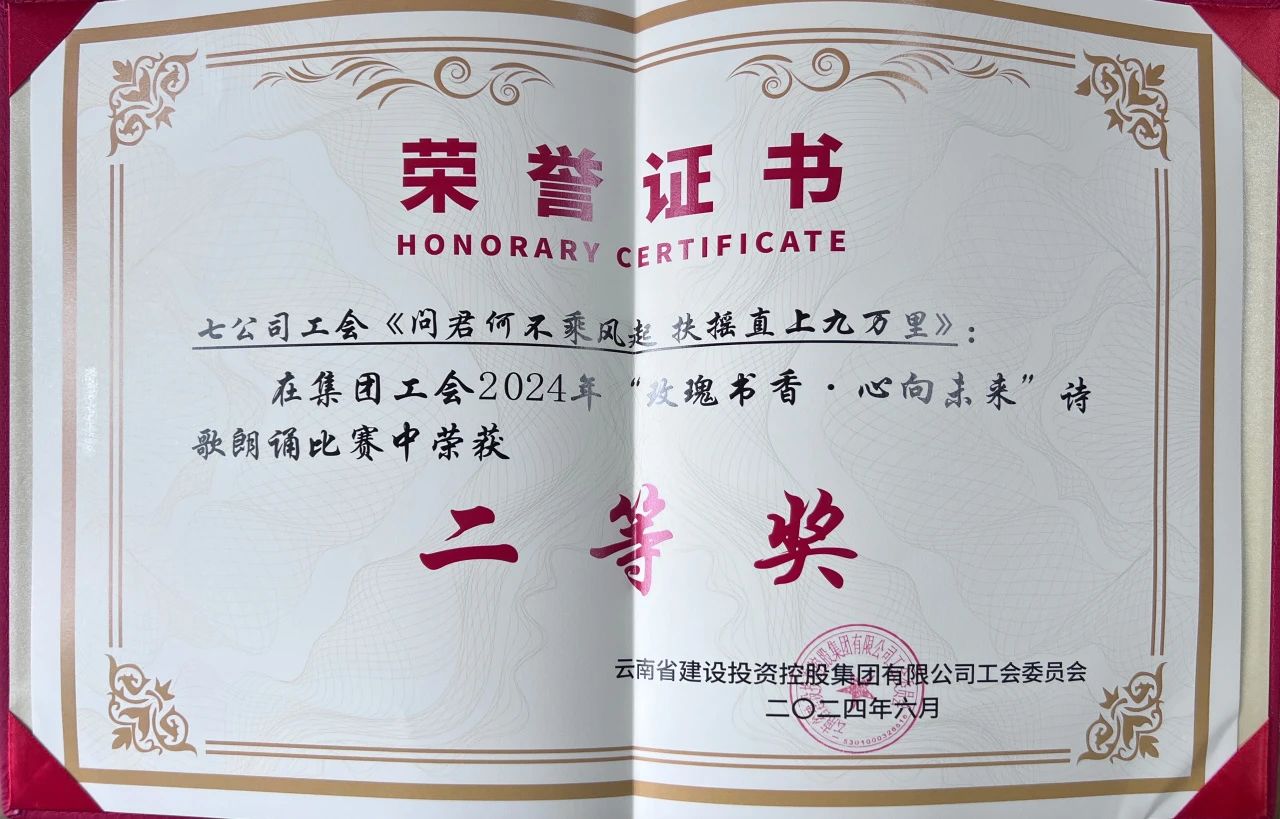 荣誉证书
HONORARY CERTIFICATE
七公司工会《问君何不乘风起 扶摇直上九万里》：
在集团工会2024年“玫瑰书香·心向未来”诗
歌朗诵比赛中荣获
二等奖
云南省建设投资控股集团有限公司工会委员会
二〇二四年六月